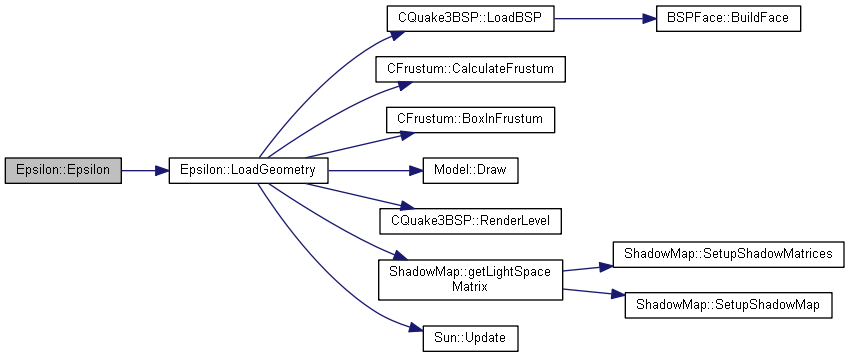 Epsilon::Epsilon
Epsilon::LoadGeometry
CQuake3BSP::LoadBSP
BSPFace::BuildFace
CFrustum::CalculateFrustum
CFrustum::BoxInFrustum
Model::Draw
CQuake3BSP::RenderLevel
ShadowMap::getLightSpace
Matrix
ShadowMap::SetupShadowMatrices
ShadowMap::SetupShadowMap
Sun::Update